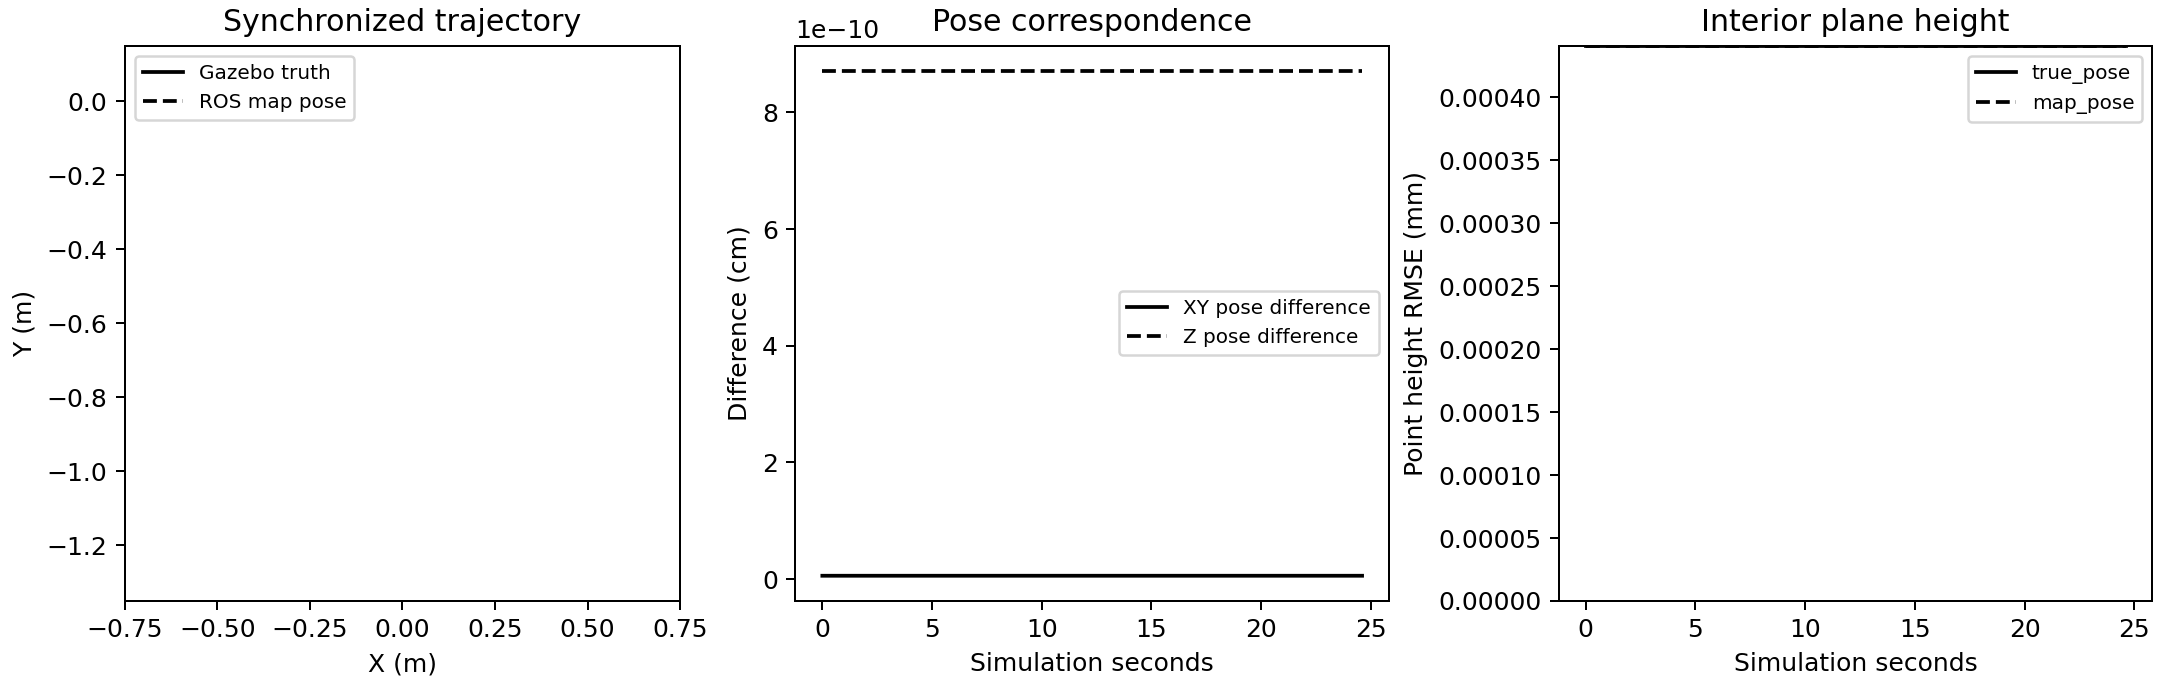 Synchronized trajectory
Gazebo truth
ROS map pose
0.0
−0.2
−0.4
−0.6
−0.8
−1.0
−1.2
Y (m)
−0.75 −0.50 −0.25 0.00 0.25 0.50 0.75
X (m)
Pose correspondence
1e−10
8
6
4
2
0
Difference (cm)
XY pose difference
Z pose difference
0 5 10 15 20 25
Simulation seconds
Interior plane height
true_pose
map_pose
0.00040
0.00035
0.00030
0.00025
0.00020
0.00015
0.00010
0.00005
0.00000
Point height RMSE (mm)
0 5 10 15 20 25
Simulation seconds